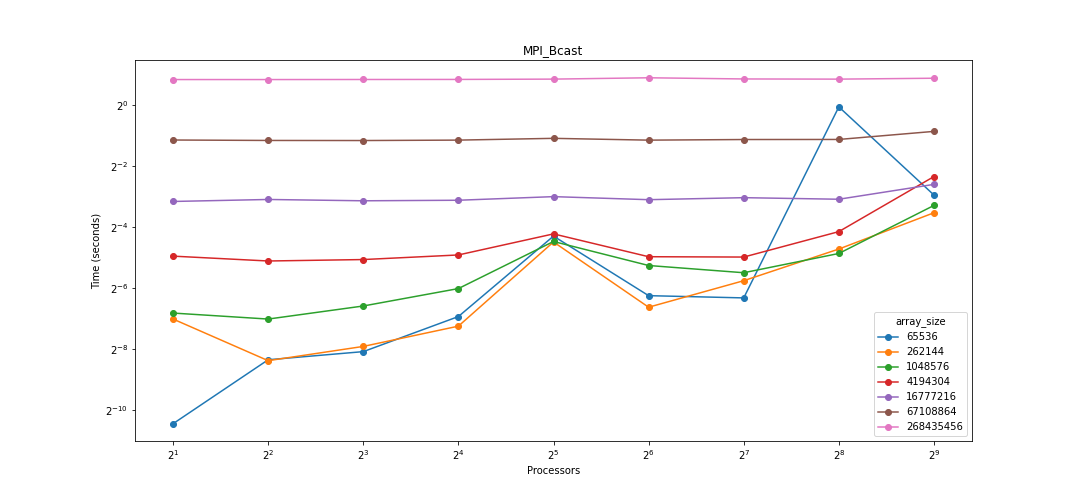 MPI_Bcast
Time (seconds)
2^0
2^-2
2^-4
2^-6
2^-8
2^-10
array_size
65536
262144
1048576
4194304
16777216
67108864
268435456
2^1 2^2 2^3 2^4 2^5 2^6 2^7 2^8 2^9
Processors